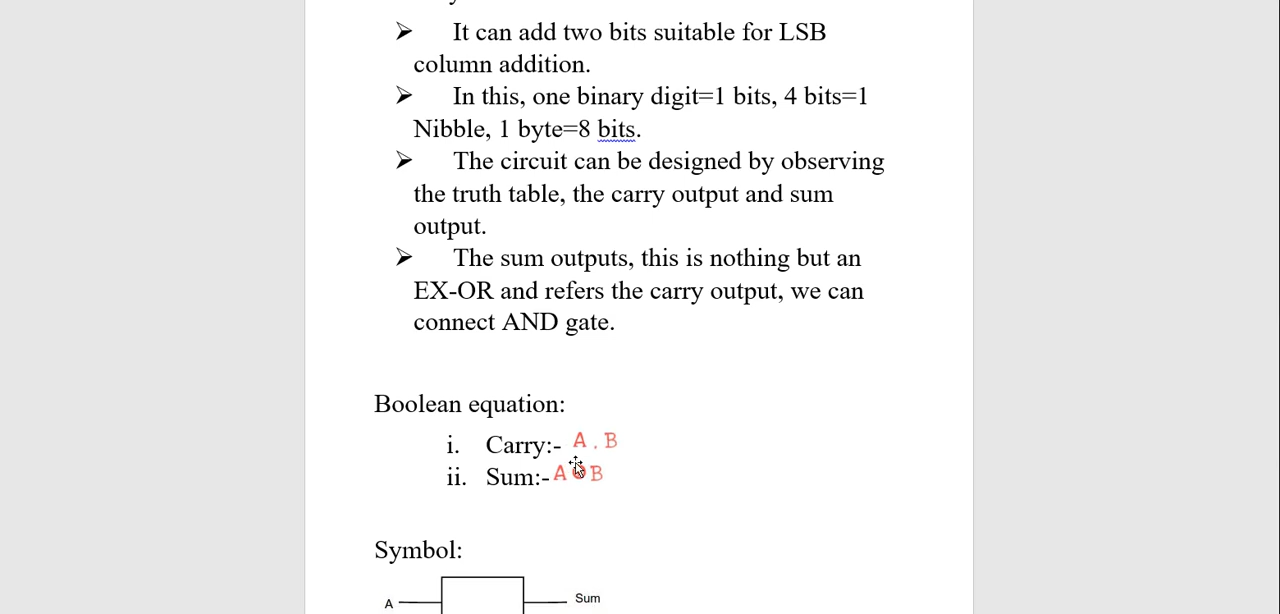 ➤ It can add two bits suitable for LSB
column addition.
➤ In this, one binary digit=1 bits, 4 bits=1
Nibble, 1 byte=8 bits.
➤ The circuit can be designed by observing
the truth table, the carry output and sum
output.
➤ The sum outputs, this is nothing but an
EX-OR and refers the carry output, we can
connect AND gate.
Boolean equation:
i. Carry:- A . B
ii. Sum:- A ⊕ B
Symbol:
A Sum